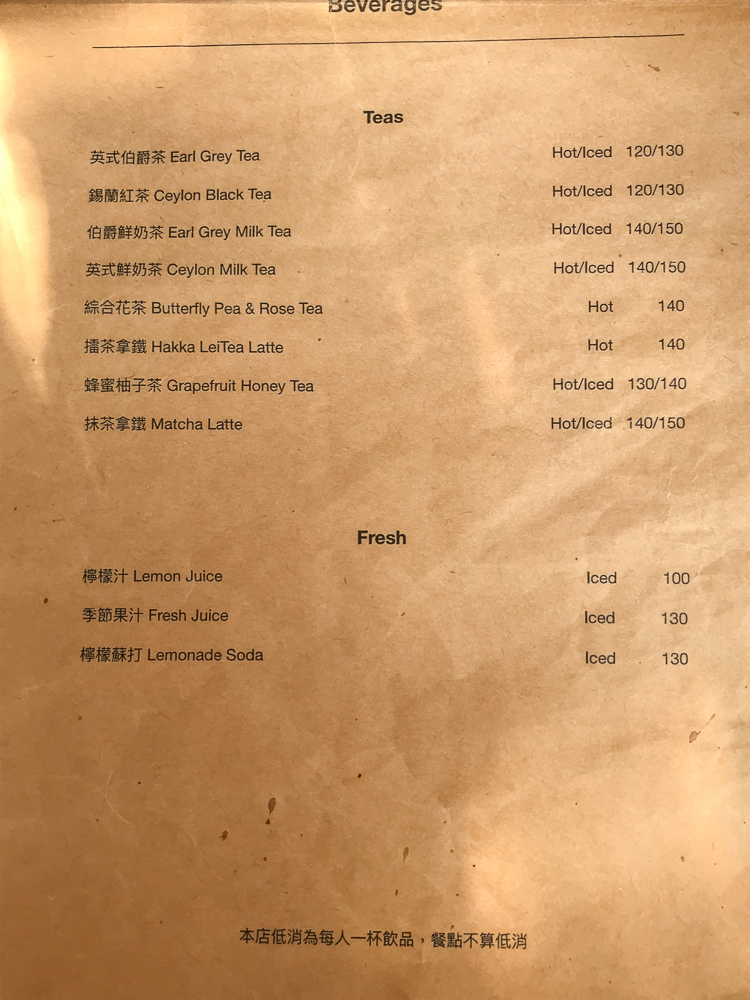 Beverages
Teas
英式伯爵茶 Earl Grey Tea Hot/Iced 120/130
錫蘭紅茶 Ceylon Black Tea Hot/Iced 120/130
伯爵鮮奶茶 Earl Grey Milk Tea Hot/Iced 140/150
英式鮮奶茶 Ceylon Milk Tea Hot/Iced 140/150
綜合花茶 Butterfly Pea & Rose Tea Hot 140
擂茶拿鐵 Hakka LeiTea Latte Hot 140
蜂蜜柚子茶 Grapefruit Honey Tea Hot/Iced 130/140
抹茶拿鐵 Matcha Latte Hot/Iced 140/150
Fresh
檸檬汁 Lemon Juice Iced 100
季節果汁 Fresh Juice Iced 130
檸檬蘇打 Lemonade Soda Iced 130
本店低消為每人一杯飲品，餐點不算低消